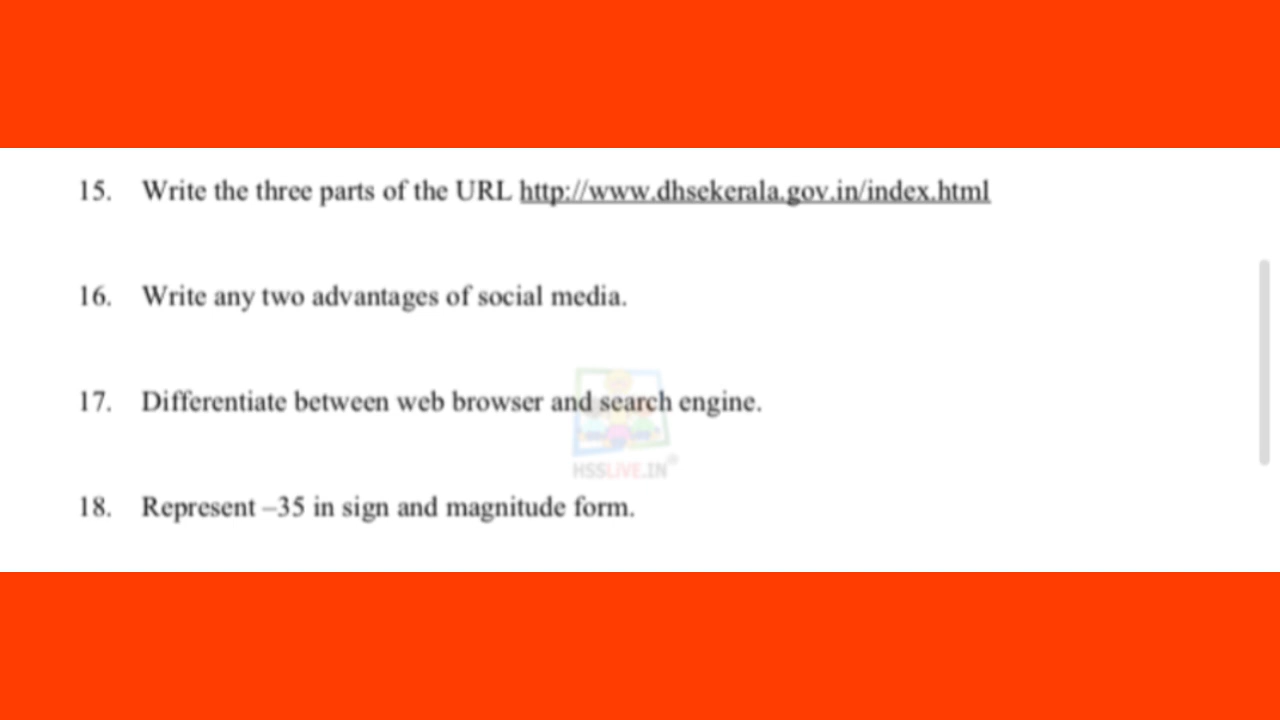 15. Write the three parts of the URL http://www.dhsekerala.gov.in/index.html
16. Write any two advantages of social media.
17. Differentiate between web browser and search engine.
HSSLIVE.IN®
18. Represent –35 in sign and magnitude form.